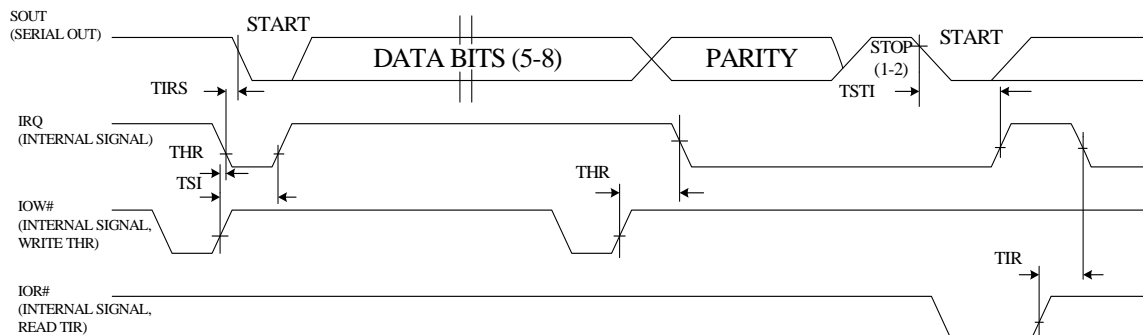 SOUT
(SERIAL OUT)
START
DATA BITS (5-8)
PARITY
STOP
(1-2)
START
TIRS
TSTI
IRQ
(INTERNAL SIGNAL)
THR
TSI
THR
IOW#
(INTERNAL SIGNAL,
WRITE THR)
TIR
IOR#
(INTERNAL SIGNAL,
READ TIR)